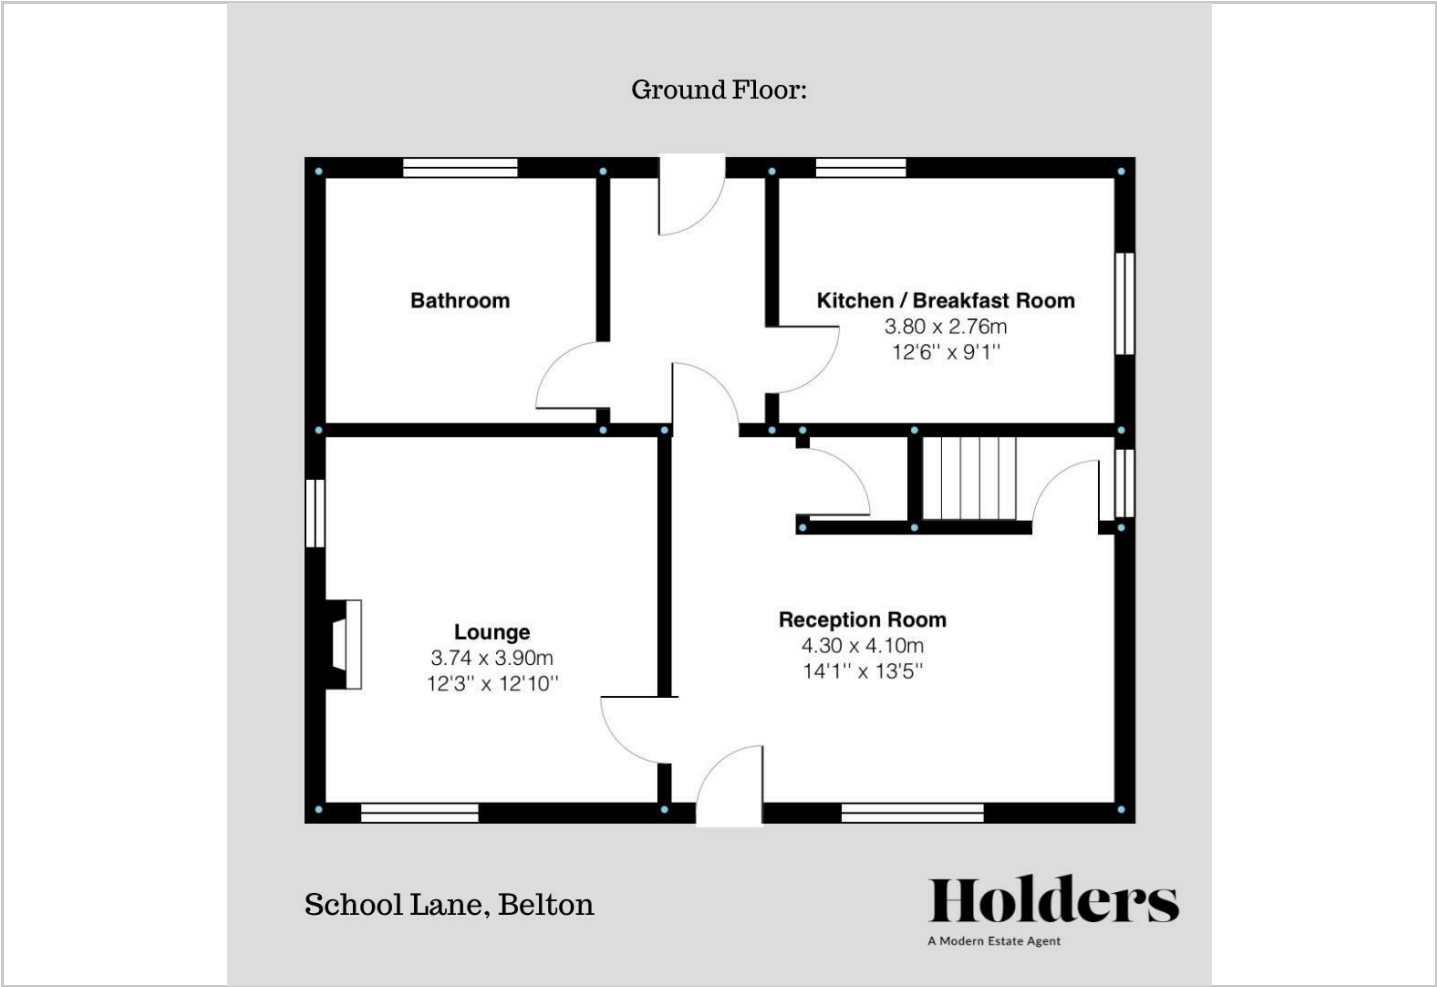 Ground Floor:
Bathroom
Kitchen / Breakfast Room
3.80 x 2.76m
12'6'' x 9'1''
Lounge
3.74 x 3.90m
12'3'' x 12'10''
Reception Room
4.30 x 4.10m
14'1'' x 13'5''
School Lane, Belton
Holders
A Modern Estate Agent